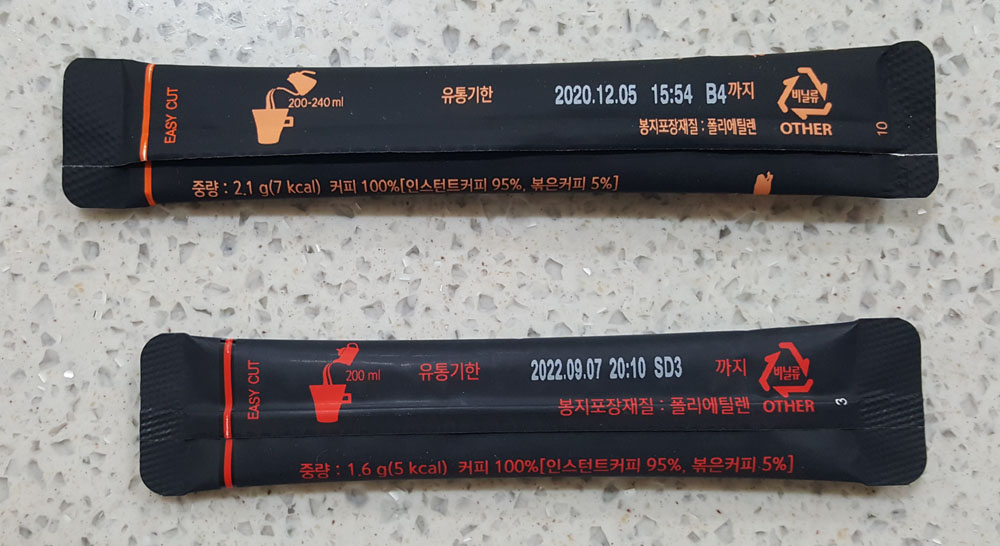 EASY CUT
200-240 ml
유통기한 2020.12.05 15:54 B4까지
비닐류
봉지포장재질 : 폴리에틸렌
OTHER
10
중량 : 2.1 g(7 kcal) 커피 100%[인스턴트커피 95%, 볶은커피 5%]
EASY CUT
200 ml
유통기한 2022.09.07 20:10 SD3 까지
비닐류
봉지포장재질 : 폴리에틸렌
OTHER
3
중량 : 1.6 g(5 kcal) 커피 100%[인스턴트커피 95%, 볶은커피 5%]